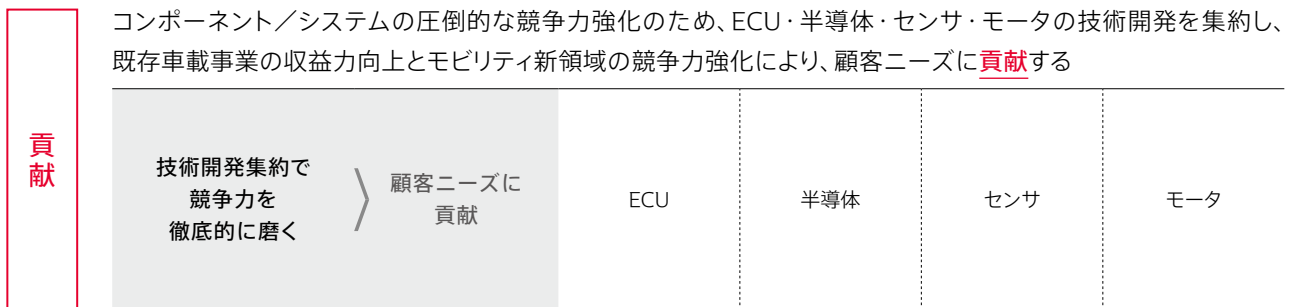 コンポーネント／システムの圧倒的な競争力強化のため、ECU・半導体・センサ・モータの技術開発を集約し、
既存車載事業の収益力向上とモビリティ新領域の競争力強化により、顧客ニーズに貢献する
貢献
技術開発集約で
競争力を
徹底的に磨く
顧客ニーズに
貢献
ECU
半導体
センサ
モータ